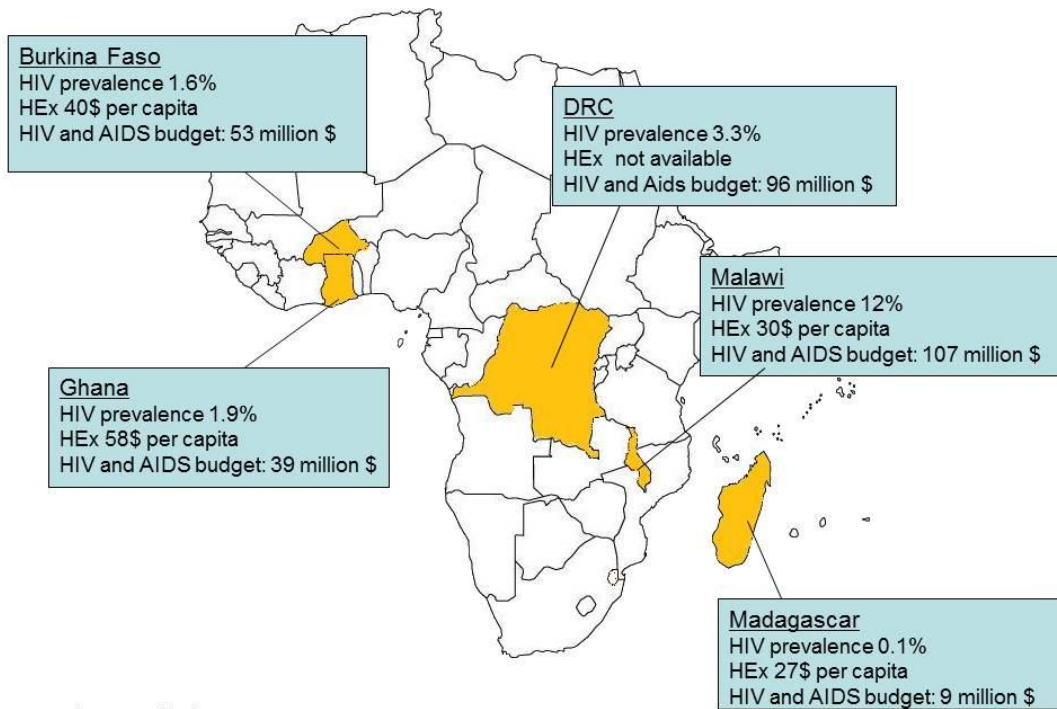 Burkina Faso
HIV prevalence 1.6%
HEx 40$ per capita
HIV and AIDS budget: 53 million $
DRC
HIV prevalence 3.3%
HEx  not available
HIV and Aids budget: 96 million $
Malawi
HIV prevalence 12%
HEx 30$ per capita
HIV and AIDS budget: 107 million $
Ghana
HIV prevalence 1.9%
HEx 58$ per capita
HIV and AIDS budget: 39 million $
Madagascar
HIV prevalence 0.1%
HEx 27$ per capita
HIV and AIDS budget: 9 million $